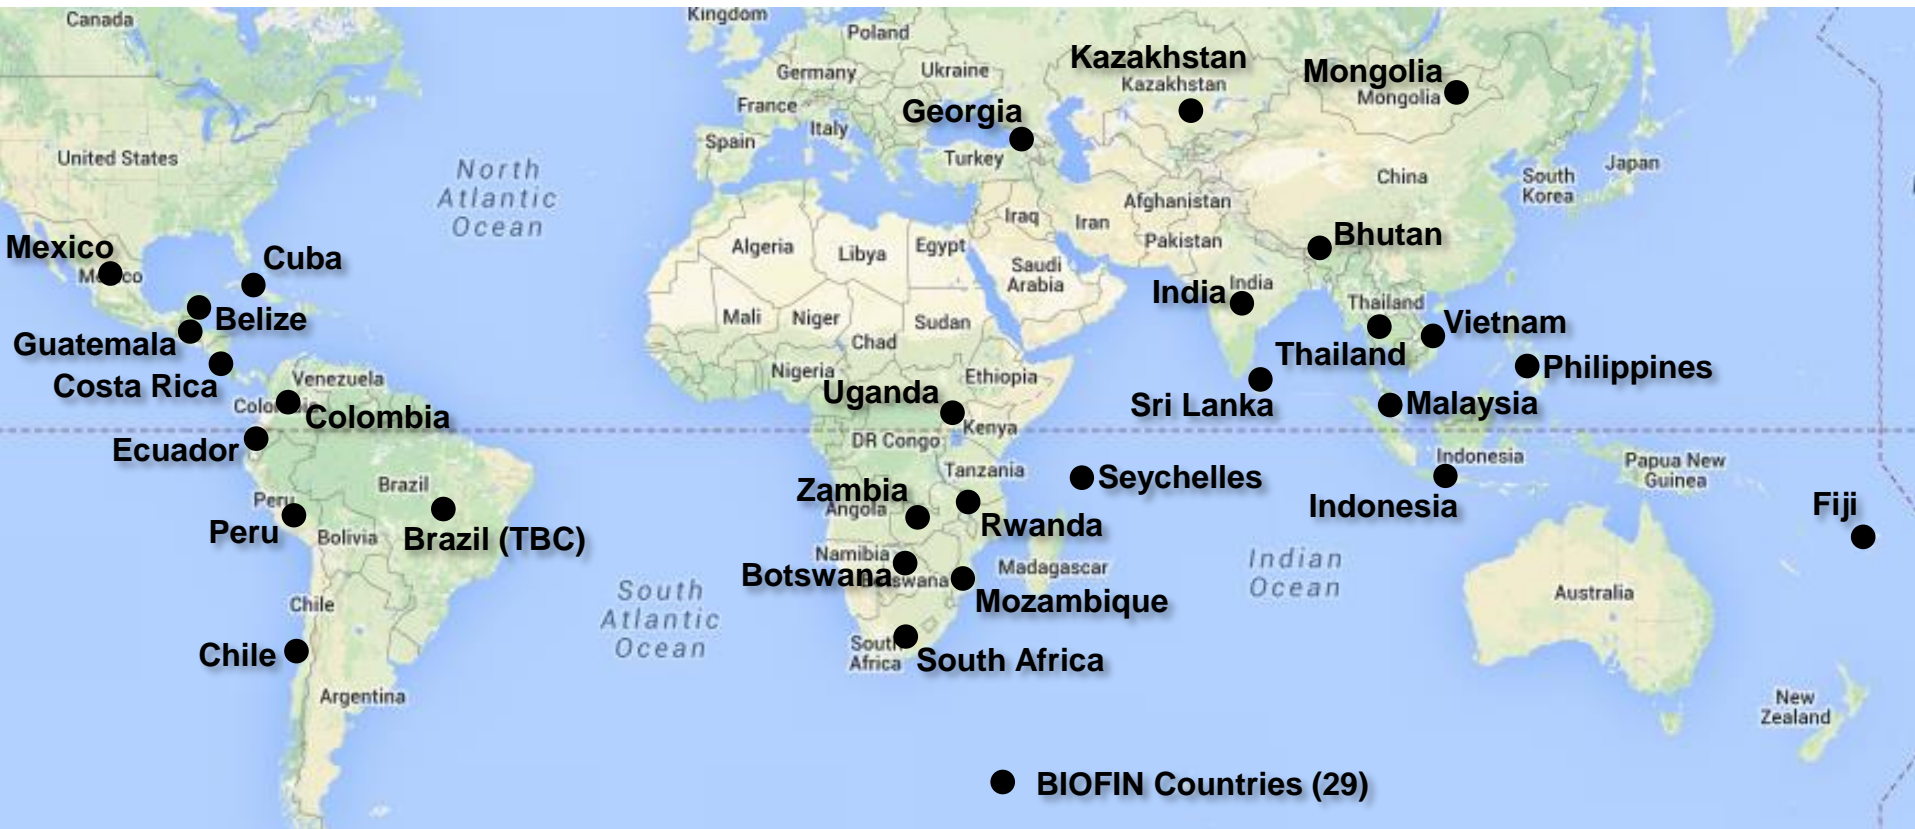 Canada
Kingdom
Poland
Germany
Ukraine
Kazakhstan
Kazakhstan
Mongolia
Mongolia
France
Georgia
Italy
Spain
Turkey
United States
North
Atlantic
Ocean
China
South
Korea
Japan
Afghanistan
Iraq
Iran
Pakistan
Bhutan
Algeria
Libya
Egypt
Saudi
Arabia
Mexico
Cuba
India
India
Thailand
Mali
Niger
Sudan
Chad
Belize
Guatemala
Costa Rica
Vietnam
Thailand
Philippines
Venezuela
Nigeria
Ethiopia
Uganda
Sri Lanka
Malaysia
Colombia
Kenya
DR Congo
Ecuador
Tanzania
Seychelles
Indonesia
Indonesia
Papua New
Guinea
Brazil
Peru
Peru
Bolivia
Brazil (TBC)
Zambia
Angola
Rwanda
Fiji
Namibia
Botswana
Madagascar
Mozambique
Indian
Ocean
Australia
South
Atlantic
Ocean
Chile
Chile
South
Africa
South Africa
Argentina
New
Zealand
BIOFIN Countries (29)